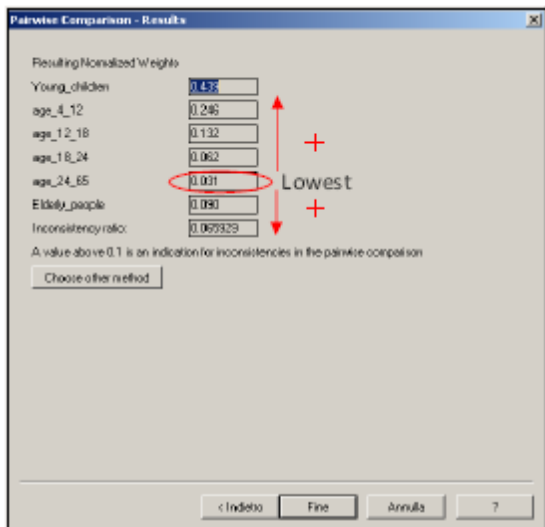 Pairwise Comparison - Results
Resulting Normalized Weights
Young_children 0.439
age_4_12 0.246
age_12_18 0.132
age_18_24 0.062
age_24_65 0.031 Lowest
Elderly_people 0.090
Inconsistency ratio: 0.065929
A value above 0.1 is an indication for inconsistencies in the pairwise comparison
Choose other method
< Indietro Fine Annulla ?